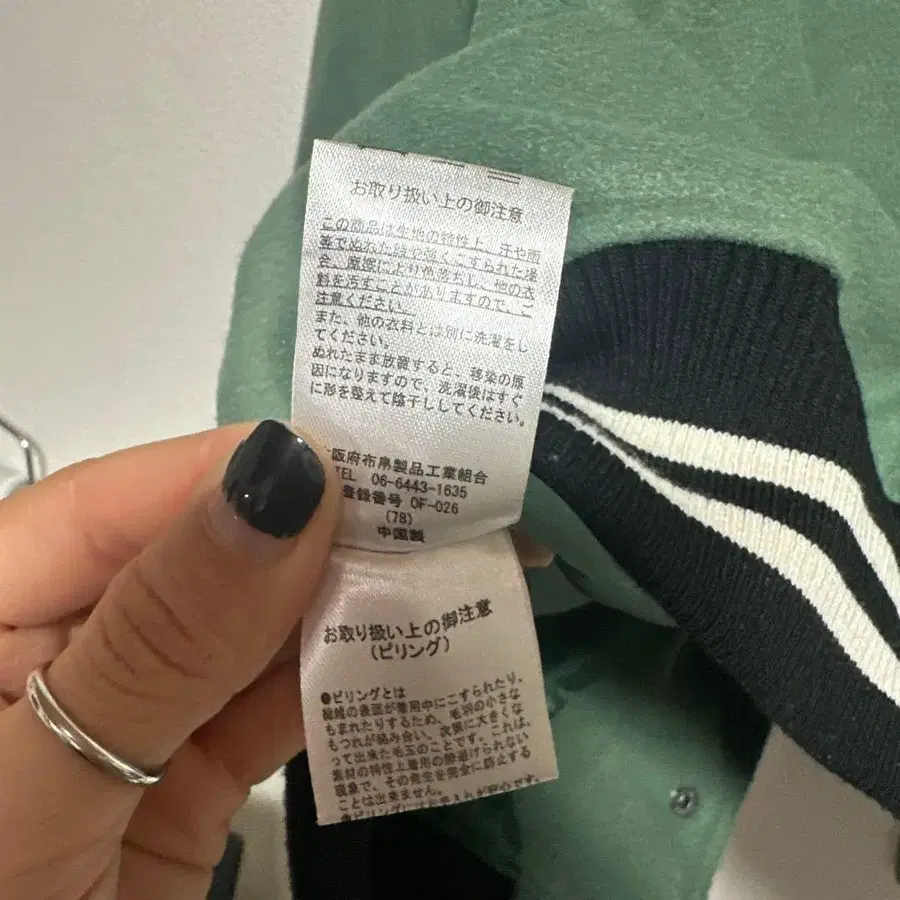 お取り扱い上の御注意
この商品は生地の特性上、汗や雨
等でぬれた時や強くこすられた場
合、摩擦により色落ちし、他の衣
料を汚すことがありますので、ご
注意ください。
また、他の衣料とは別に洗濯をし
てください。
ぬれたまま放置すると、移染の原
因になりますので、洗濯後はすぐ
に形を整えて陰干ししてください。
阪府布帛製品工業組合
TEL 06-6443-1635
登録番号 OF-026
(78)
中国製
お取り扱い上の御注意
(ピリング)
●ピリングとは
繊維の表面が着用中にこすられたり、
もまれたりするため、毛羽の小さな
もつれが絡み合い、次第に大きくな
って出来た毛玉のことです。これは、
素材の特性上着用の際避けられない
現象で、その発生を完全に防止する
ことは出来ません。
●ピリングには